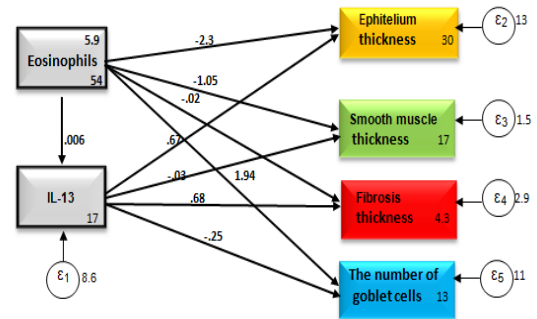 5.9
Eosinophils
54
.006
IL-13
17
ε1 8.6
-2.3
-1.05
-.02
.67
-.03
1.94
.68
-.25
Ephitelium
thickness 30
ε2 13
Smooth muscle
thickness
17
ε3 1.5
Fibrosis
thickness 4.3
ε4 2.9
The number of
goblet cells 13
ε5 11